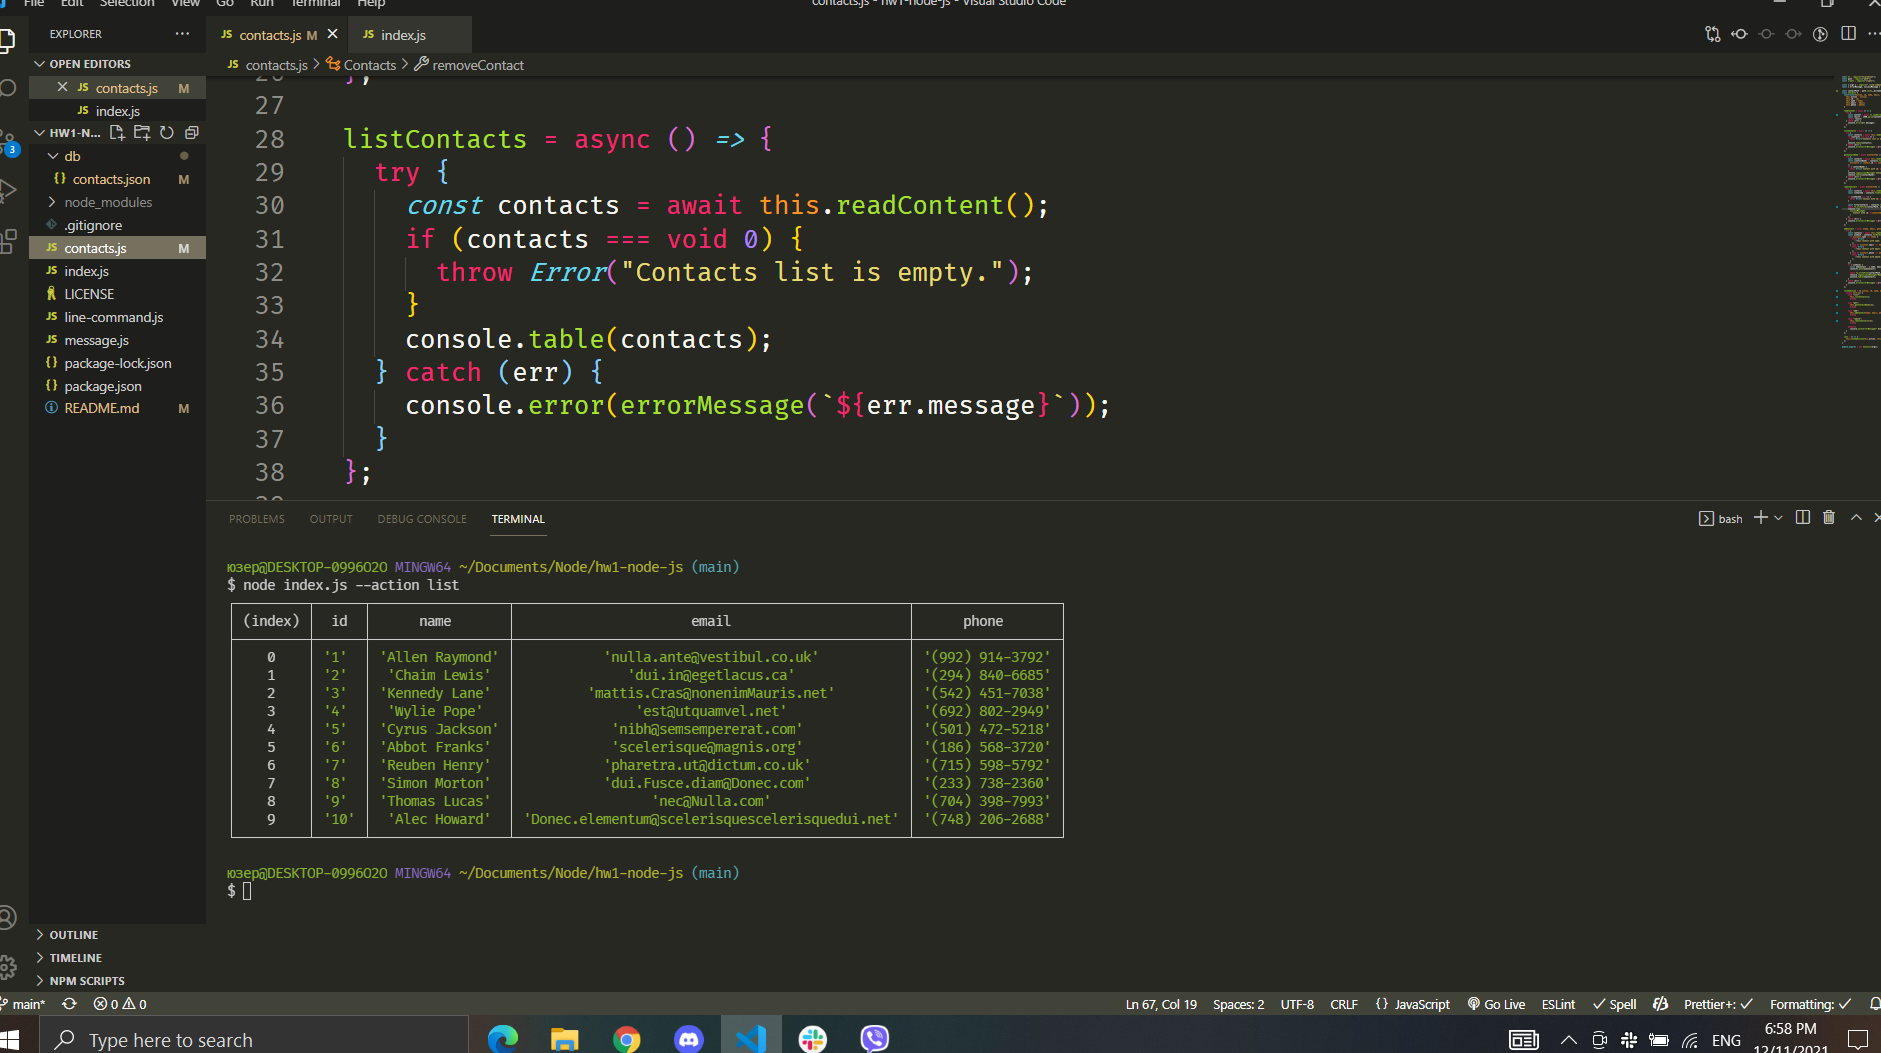 File Edit Selection View Go Run Terminal Help
contacts.js - hw1-node-js - Visual Studio Code
EXPLORER
contacts.js M
index.js
contacts.js > Contacts > removeContact
OPEN EDITORS
contacts.js M
index.js
HW1-N...
db
contacts.json M
node_modules
.gitignore
contacts.js M
index.js
LICENSE
line-command.js
message.js
package-lock.json
package.json
README.md M
OUTLINE
TIMELINE
NPM SCRIPTS
3
26 };
27
28 listContacts = async () => {
29 try {
30 const contacts = await this.readContent();
31 if (contacts === void 0) {
32 throw Error("Contacts list is empty.");
33 }
34 console.table(contacts);
35 } catch (err) {
36 console.error(errorMessage(`${err.message}`));
37 }
38 };
39
PROBLEMS OUTPUT DEBUG CONSOLE TERMINAL
bash
юзер@DESKTOP-0996O2O MINGW64 ~/Documents/Node/hw1-node-js (main)
$ node index.js --action list
(index) id name email phone
0 '1' 'Allen Raymond' 'nulla.ante@vestibul.co.uk' '(992) 914-3792'
1 '2' 'Chaim Lewis' 'dui.in@egetlacus.ca' '(294) 840-6685'
2 '3' 'Kennedy Lane' 'mattis.Cras@nonenimMauris.net' '(542) 451-7038'
3 '4' 'Wylie Pope' 'est@utquamvel.net' '(692) 802-2949'
4 '5' 'Cyrus Jackson' 'nibh@semsempererat.com' '(501) 472-5218'
5 '6' 'Abbot Franks' 'scelerisque@magnis.org' '(186) 568-3720'
6 '7' 'Reuben Henry' 'pharetra.ut@dictum.co.uk' '(715) 598-5792'
7 '8' 'Simon Morton' 'dui.Fusce.diam@Donec.com' '(233) 738-2360'
8 '9' 'Thomas Lucas' 'nec@Nulla.com' '(704) 398-7993'
9 '10' 'Alec Howard' 'Donec.elementum@scelerisquescelerisquedui.net' '(748) 206-2688'
юзер@DESKTOP-0996O2O MINGW64 ~/Documents/Node/hw1-node-js (main)
$
main* 0 0
Ln 67, Col 19 Spaces: 2 UTF-8 CRLF {} JavaScript Go Live ESLint Spell Prettier+: Formatting:
Type here to search
ENG
6:58 PM
12/11/2021